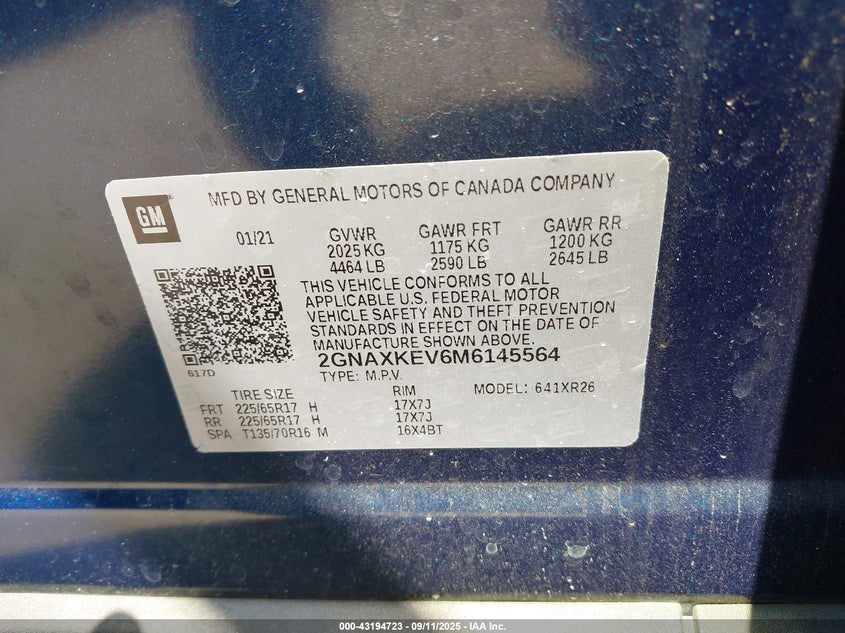 MFD BY GENERAL MOTORS OF CANADA COMPANY
GM
01/21 GVWR GAWR FRT GAWR RR
2025 KG 1175 KG 1200 KG
4464 LB 2590 LB 2645 LB
THIS VEHICLE CONFORMS TO ALL
APPLICABLE U.S. FEDERAL MOTOR
VEHICLE SAFETY AND THEFT PREVENTION
STANDARDS IN EFFECT ON THE DATE OF
MANUFACTURE SHOWN ABOVE.
617D
2GNAXKEV6M6145564
TYPE: M.P.V. MODEL: 641XR26
TIRE SIZE RIM
FRT 225/65R17 H 17X7J
RR 225/65R17 H 17X7J
SPA T135/70R16 M 16X4BT
000-43194723 - 09/11/2025 - IAA Inc.